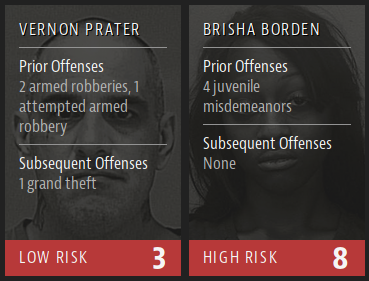 VERNON PRATER
Prior Offenses
2 armed robberies, 1
attempted armed
robbery
Subsequent Offenses
1 grand theft
LOW RISK 3
BRISHA BORDEN
Prior Offenses
4 juvenile
misdemeanors
Subsequent Offenses
None
HIGH RISK 8